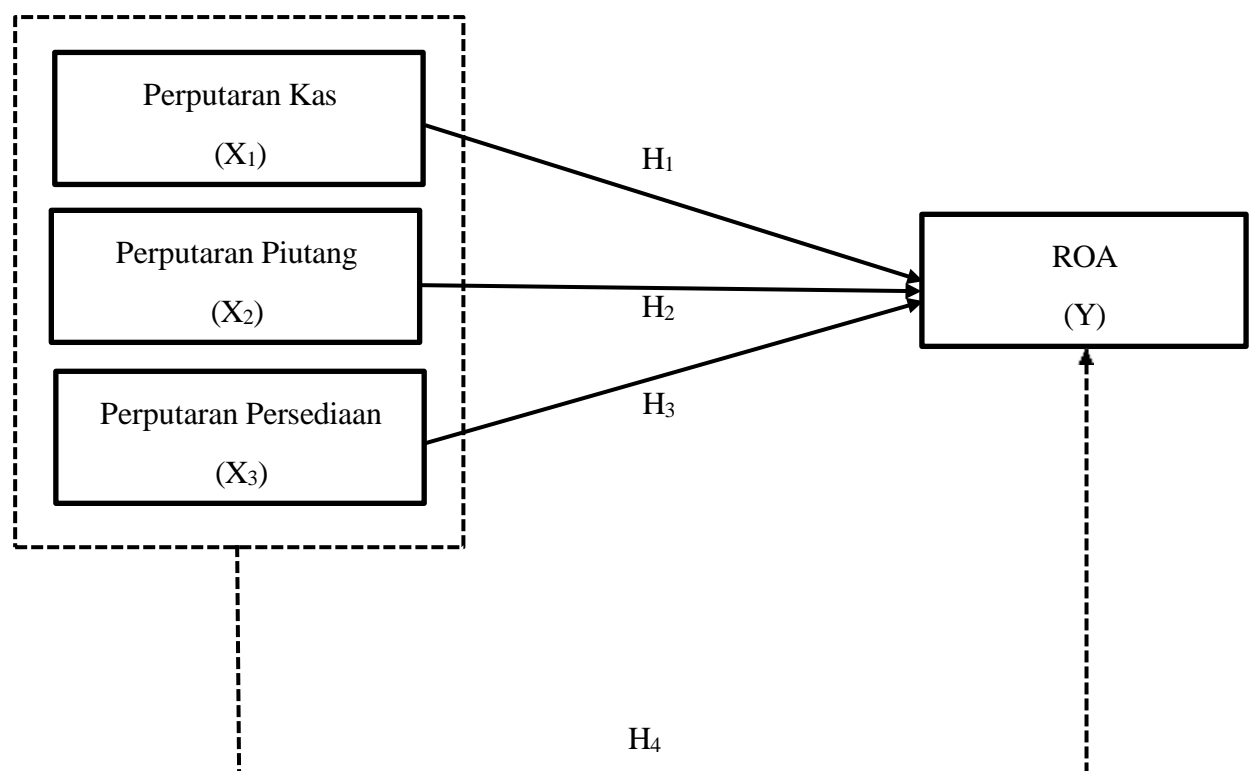 Perputaran Kas
(X₁)
H₁
Perputaran Piutang
(X₂)
H₂
ROA
(Y)
Perputaran Persediaan
(X₃)
H₃
H₄